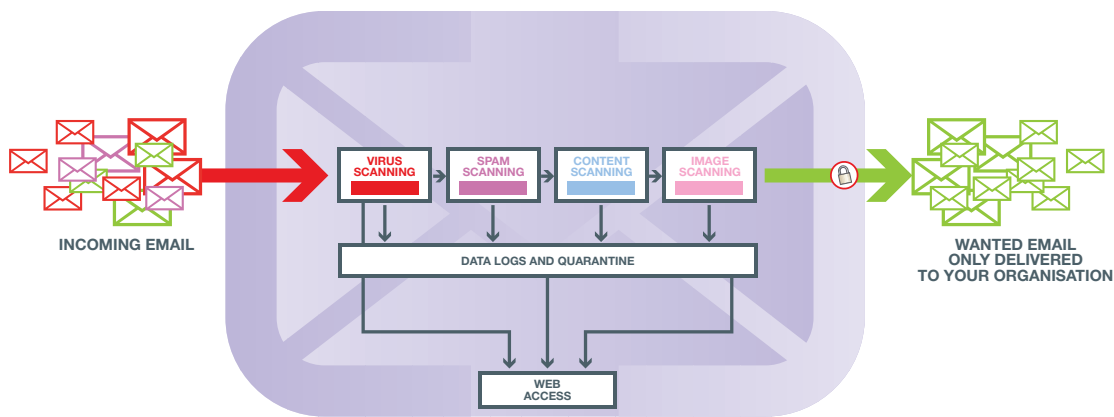 VIRUS
SCANNING
SPAM
SCANNING
CONTENT
SCANNING
IMAGE
SCANNING
INCOMING EMAIL
DATA LOGS AND QUARANTINE
WANTED EMAIL
ONLY DELIVERED
TO YOUR ORGANISATION
WEB
ACCESS